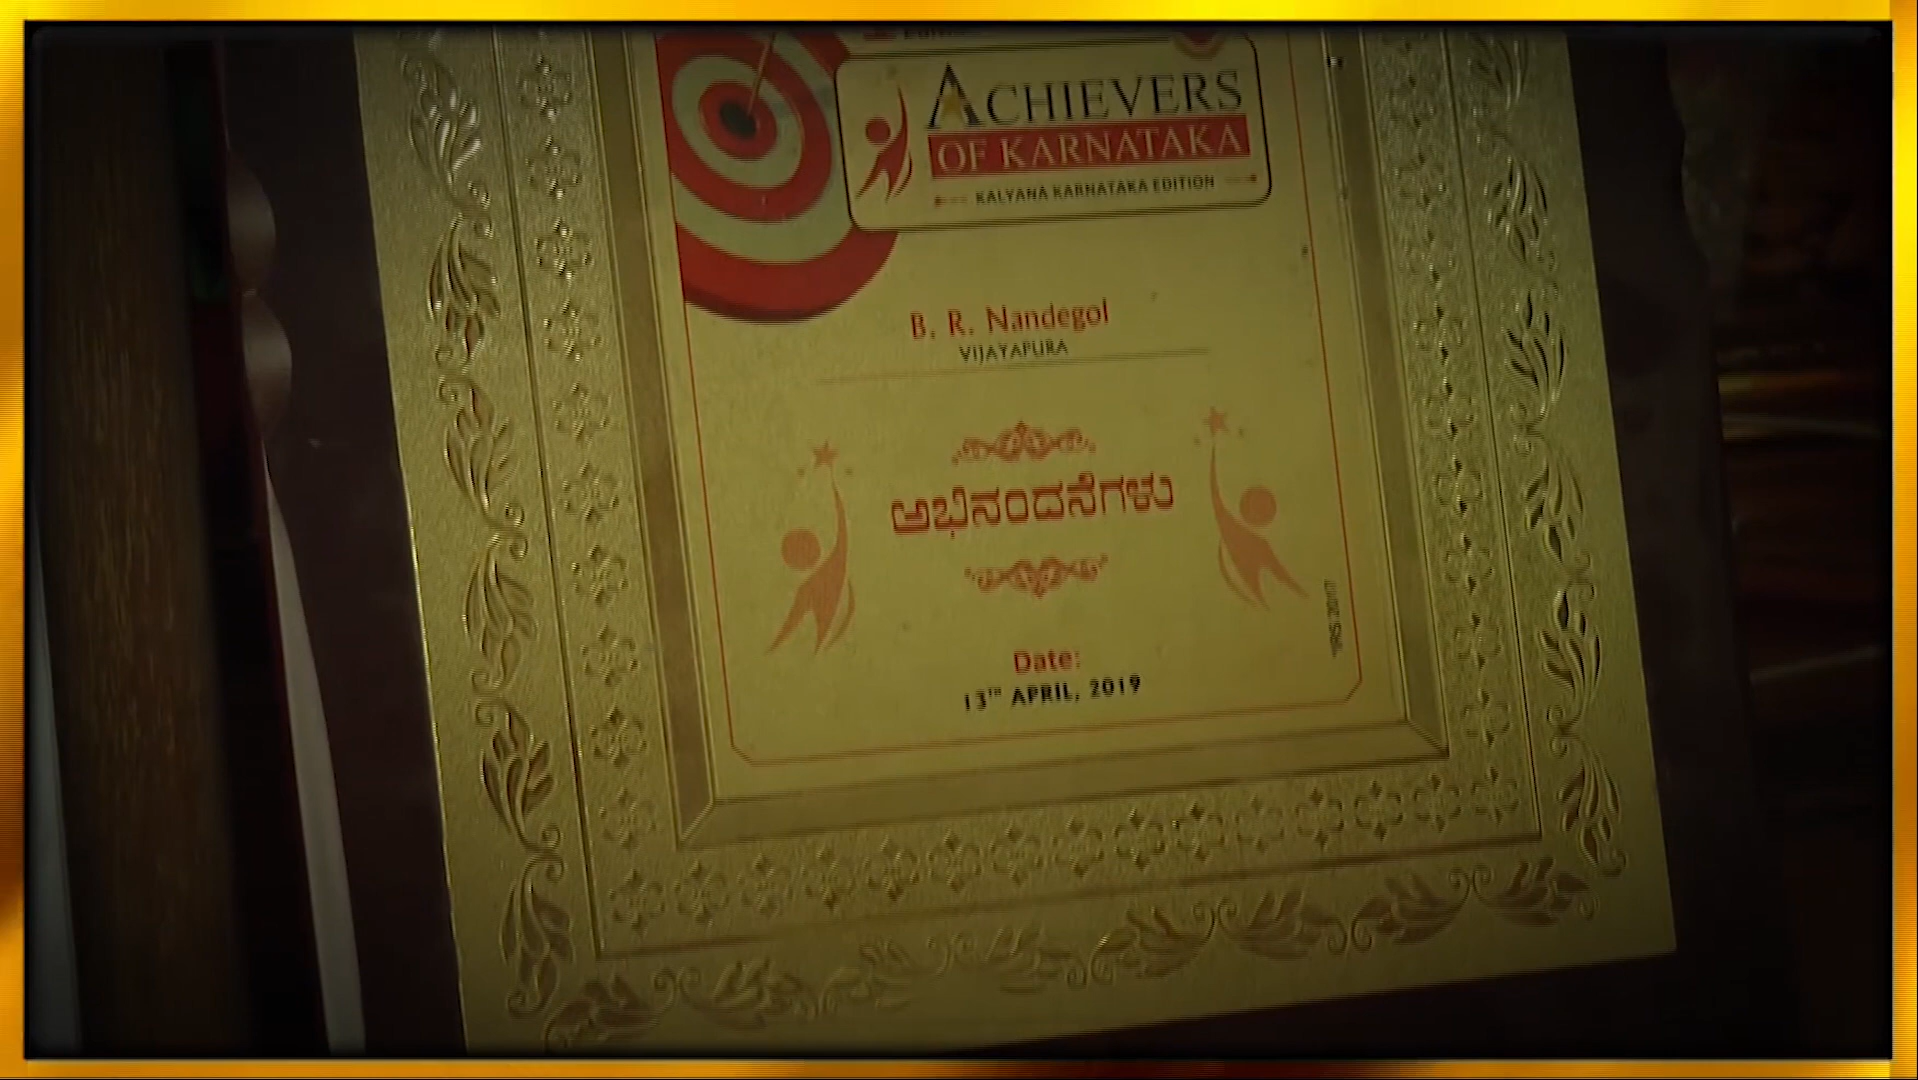 ACHIEVERS
OF KARNATAKA
KALYANA KARNATAKA EDITION
B. R. Nandegol
VIJAYAPURA
ಅಭಿನಂದನೆಗಳು
Date:
13TH APRIL, 2019